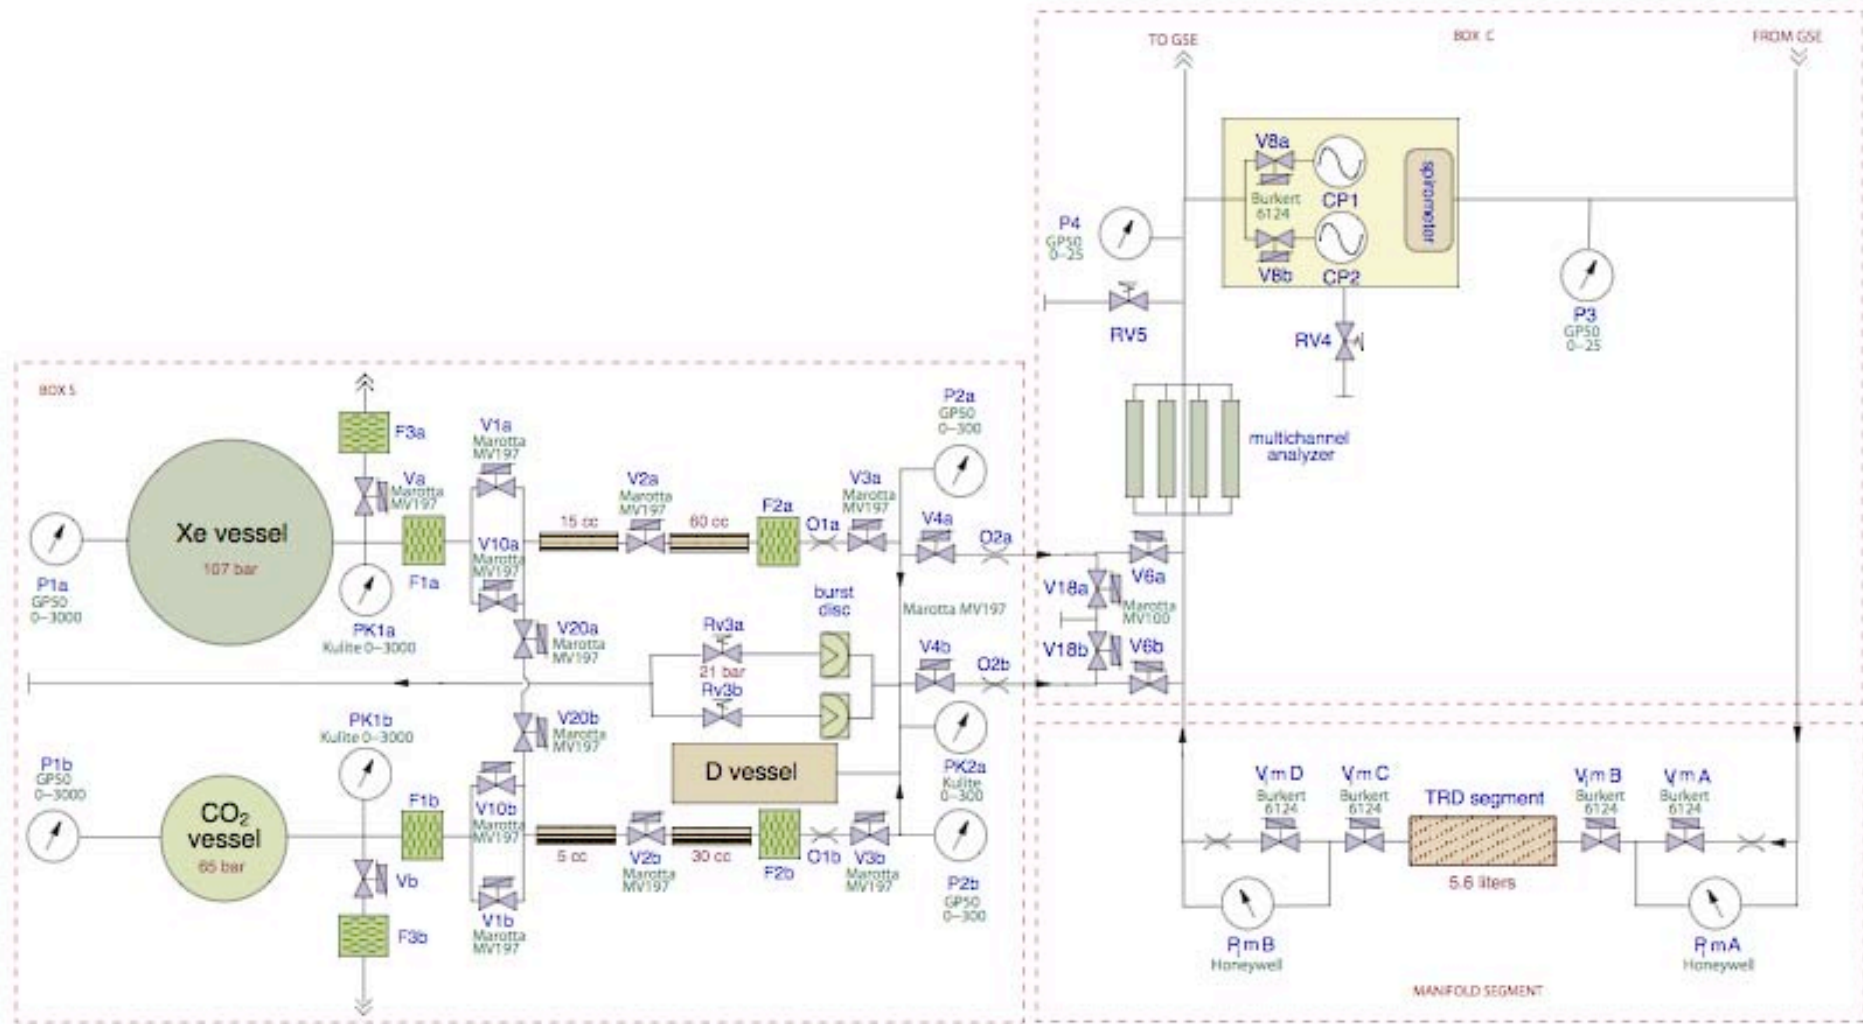 TO GSE
BOX C
FROM GSE
V8a
Burkert
6124
V8b
CP1
CP2
spirometer
P4
GP50
0-25
RV5
RV4
P3
GP50
0-25
multichannel
analyzer
V6a
V18a
Marotta
MV100
V18b
V6b
BOX S
F3a
Va
Marotta
MV197
Xe vessel
107 bar
P1a
GP50
0-3000
PK1a
Kulite 0-3000
F1a
V1a
Marotta
MV197
V10a
Marotta
MV197
15 cc
V2a
Marotta
MV197
60 cc
F2a
O1a
V3a
Marotta
MV197
P2a
GP50
0-300
V4a
O2a
V20a
Marotta
MV197
Rv3a
21 bar
Rv3b
burst
disc
Marotta MV197
V4b
O2b
PK1b
Kulite 0-3000
V20b
Marotta
MV197
P1b
GP50
0-3000
CO2
vessel
65 bar
F1b
Vb
F3b
V10b
Marotta
MV197
V1b
Marotta
MV197
D vessel
PK2a
Kulite
0-300
5 cc
V2b
Marotta
MV197
30 cc
F2b
O1b
V3b
Marotta
MV197
P2b
GP50
0-300
VjmD
Burkert
6124
VjmC
Burkert
6124
TRD segment
5.6 liters
VjmB
Burkert
6124
VjmA
Burkert
6124
PjmB
Honeywell
PjmA
Honeywell
MANIFOLD SEGMENT